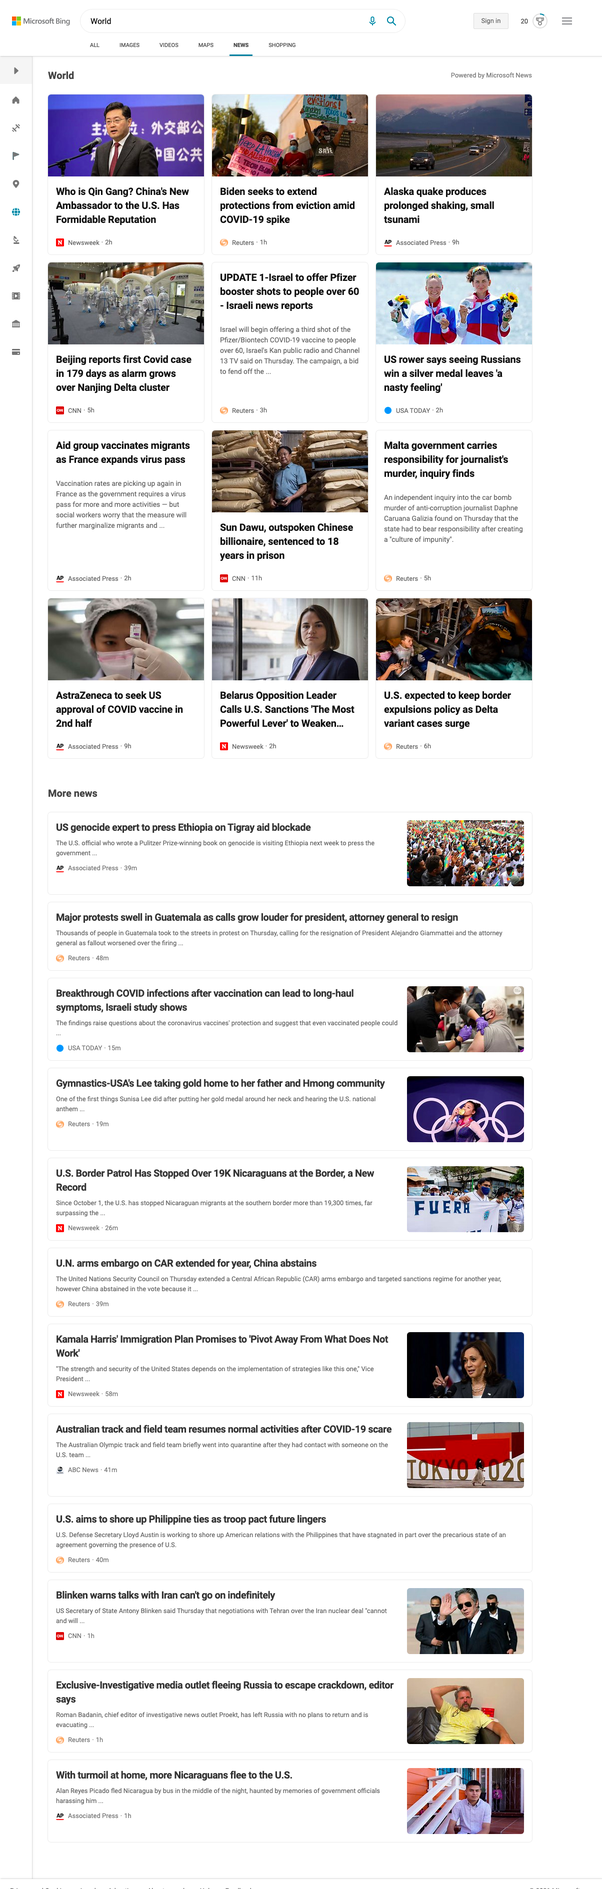 Microsoft Bing
World
Sign in
20
ALL
IMAGES
VIDEOS
MAPS
NEWS
SHOPPING
World
Powered by Microsoft News
Who is Qin Gang? China's New
Ambassador to the U.S. Has
Formidable Reputation
Newsweek · 2h
Biden seeks to extend
protections from eviction amid
COVID-19 spike
Reuters · 1h
Alaska quake produces
prolonged shaking, small
tsunami
AP Associated Press · 9h
Beijing reports first Covid case
in 179 days as alarm grows
over Nanjing Delta cluster
CNN · 5h
UPDATE 1-Israel to offer Pfizer
booster shots to people over 60
- Israeli news reports
Israel will begin offering a third shot of the
Pfizer/Biontech COVID-19 vaccine to people
over 60, Israel's Kan public radio and Channel
13 TV said on Thursday. The campaign, a bid
to fend off the ...
Reuters · 3h
US rower says seeing Russians
win a silver medal leaves 'a
nasty feeling'
USA TODAY · 2h
Aid group vaccinates migrants
as France expands virus pass
Vaccination rates are picking up again in
France as the government requires a virus
pass for more and more activities — but
social workers worry that the measure will
further marginalize migrants and ...
AP Associated Press · 2h
Sun Dawu, outspoken Chinese
billionaire, sentenced to 18
years in prison
CNN · 11h
Malta government carries
responsibility for journalist's
murder, inquiry finds
An independent inquiry into the car bomb
murder of anti-corruption journalist Daphne
Caruana Galizia found on Thursday that the
state had to bear responsibility after creating
a "culture of impunity".
Reuters · 5h
AstraZeneca to seek US
approval of COVID vaccine in
2nd half
AP Associated Press · 9h
Belarus Opposition Leader
Calls U.S. Sanctions 'The Most
Powerful Lever' to Weaken...
Newsweek · 2h
U.S. expected to keep border
expulsions policy as Delta
variant cases surge
Reuters · 6h
More news
US genocide expert to press Ethiopia on Tigray aid blockade
The U.S. official who wrote a Pulitzer Prize-winning book on genocide is visiting Ethiopia next week to press the
government ...
AP Associated Press · 39m
Major protests swell in Guatemala as calls grow louder for president, attorney general to resign
Thousands of people in Guatemala took to the streets in protest on Thursday, calling for the resignation of President Alejandro Giammattei and the attorney
general as fallout worsened over the firing ...
Reuters · 48m
Breakthrough COVID infections after vaccination can lead to long-haul
symptoms, Israeli study shows
The findings raise questions about the coronavirus vaccines' protection and suggest that even vaccinated people could
...
USA TODAY · 15m
Gymnastics-USA's Lee taking gold home to her father and Hmong community
One of the first things Sunisa Lee did after putting her gold medal around her neck and hearing the U.S. national
anthem ...
Reuters · 19m
U.S. Border Patrol Has Stopped Over 19K Nicaraguans at the Border, a New
Record
Since October 1, the U.S. has stopped Nicaraguan migrants at the southern border more than 19,300 times, far
surpassing the ...
Newsweek · 26m
FUERA
U.N. arms embargo on CAR extended for year, China abstains
The United Nations Security Council on Thursday extended a Central African Republic (CAR) arms embargo and targeted sanctions regime for another year,
however China abstained in the vote because it ...
Reuters · 39m
Kamala Harris' Immigration Plan Promises to 'Pivot Away From What Does Not
Work'
"The strength and security of the United States depends on the implementation of strategies like this one," Vice
President ...
Newsweek · 58m
Australian track and field team resumes normal activities after COVID-19 scare
The Australian Olympic track and field team briefly went into quarantine after they had contact with someone on the
U.S. team ...
ABC News · 41m
TOKYO 202
U.S. aims to shore up Philippine ties as troop pact future lingers
U.S. Defense Secretary Lloyd Austin is working to shore up American relations with the Philippines that have stagnated in part over the precarious state of an
agreement governing the presence of U.S.
Reuters · 40m
Blinken warns talks with Iran can't go on indefinitely
US Secretary of State Antony Blinken said Thursday that negotiations with Tehran over the Iran nuclear deal "cannot
and will ...
CNN · 1h
Exclusive-Investigative media outlet fleeing Russia to escape crackdown, editor
says
Roman Badanin, chief editor of investigative news outlet Proekt, has left Russia with no plans to return and is
evacuating ...
Reuters · 1h
With turmoil at home, more Nicaraguans flee to the U.S.
Alan Reyes Picado fled Nicaragua by bus in the middle of the night, haunted by memories of government officials
harassing him ...
AP Associated Press · 1h